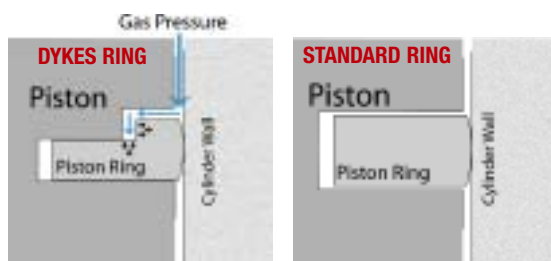 Gas Pressure
DYKES RING
Piston
Piston Ring
Cylinder Wall
STANDARD RING
Piston
Piston Ring
Cylinder Wall